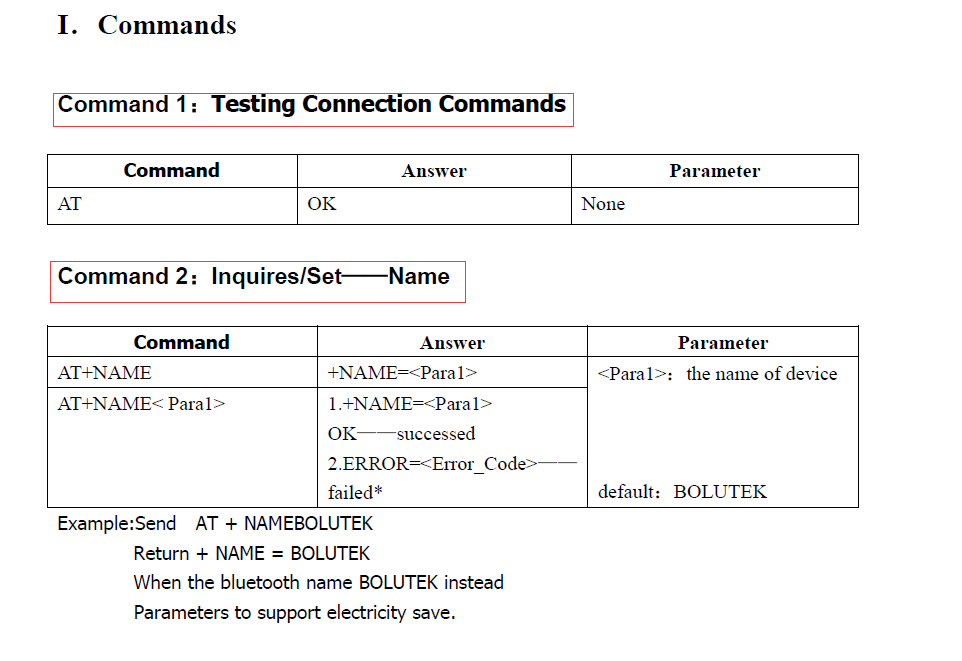 I. Commands
Command 1：Testing Connection Commands
Command Answer Parameter
AT OK None
Command 2：Inquires/Set——Name
Command Answer Parameter
AT+NAME +NAME=<Para1> <Para1>：the name of device
AT+NAME< Para1> 1.+NAME=<Para1>
OK——successed
2.ERROR=<Error_Code>——
failed* default：BOLUTEK
Example:Send AT + NAMEBOLUTEK
Return + NAME = BOLUTEK
When the bluetooth name BOLUTEK instead
Parameters to support electricity save.